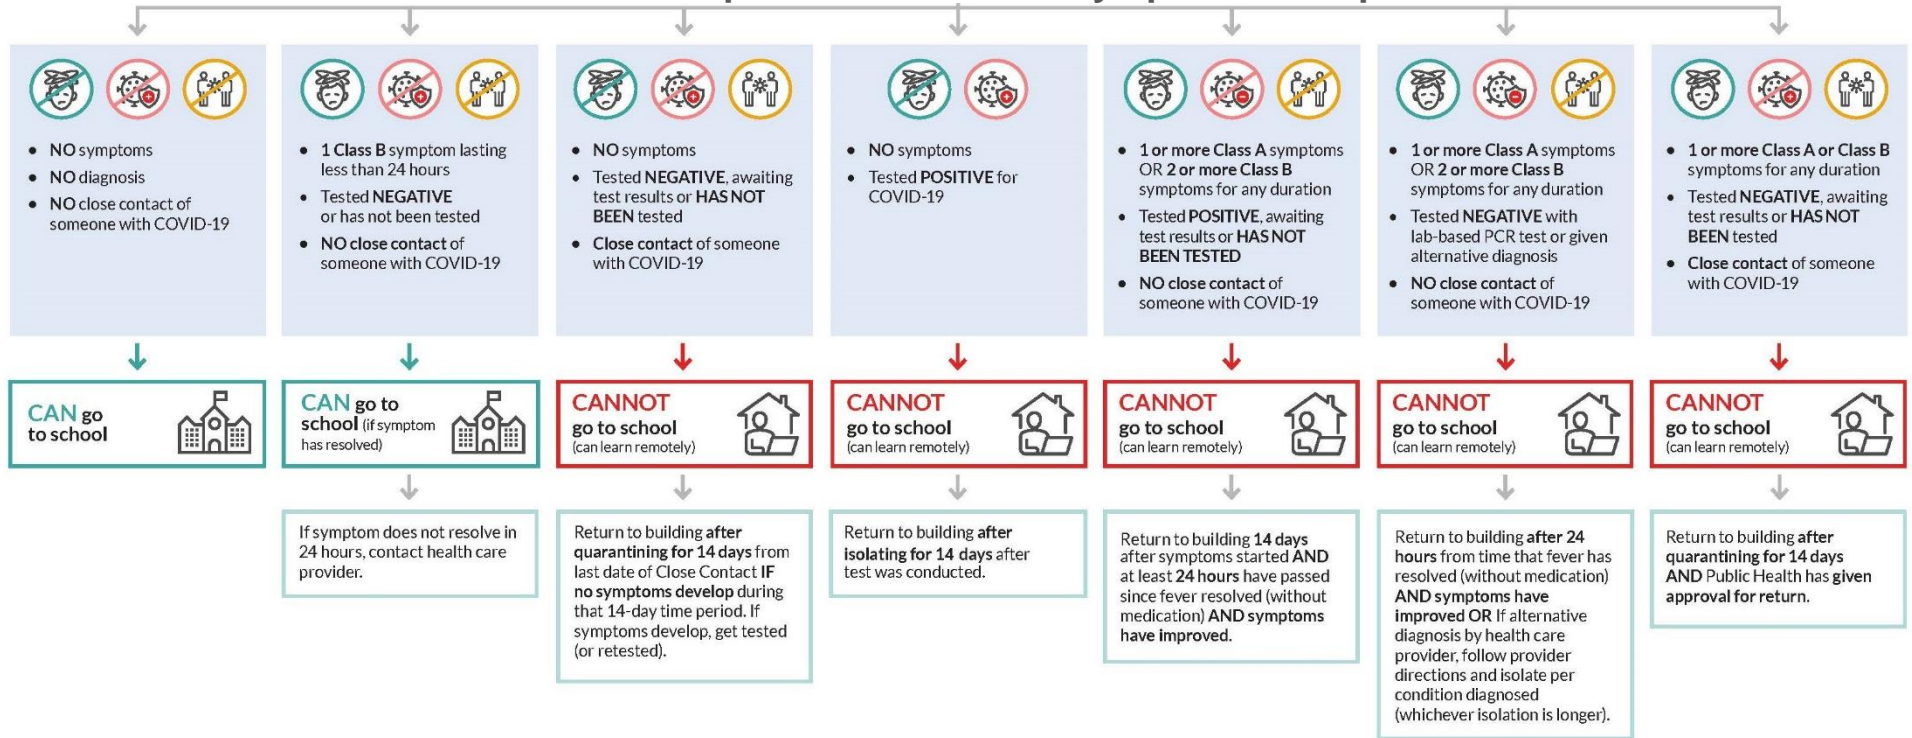 • NO symptoms
• NO diagnosis
• NO close contact of
someone with COVID-19
CAN go
to school
• 1 Class B symptom lasting
less than 24 hours
• Tested NEGATIVE
or has not been tested
• NO close contact of
someone with COVID-19
CAN go to
school (if symptom
has resolved)
If symptom does not resolve in
24 hours, contact health care
provider.
• NO symptoms
• Tested NEGATIVE, awaiting
test results or HAS NOT
BEEN tested
• Close contact of someone
with COVID-19
CANNOT
go to school
(can learn remotely)
Return to building after
quarantining for 14 days from
last date of Close Contact IF
no symptoms develop during
that 14-day time period. If
symptoms develop, get tested
(or retested).
• NO symptoms
• Tested POSITIVE for
COVID-19
CANNOT
go to school
(can learn remotely)
Return to building after
isolating for 14 days after
test was conducted.
• 1 or more Class A symptoms
OR 2 or more Class B
symptoms for any duration
• Tested POSITIVE, awaiting
test results or HAS NOT
BEEN TESTED
• NO close contact of
someone with COVID-19
CANNOT
go to school
(can learn remotely)
Return to building 14 days
after symptoms started AND
at least 24 hours have passed
since fever resolved (without
medication) AND symptoms
have improved.
• 1 or more Class A symptoms
OR 2 or more Class B
symptoms for any duration
• Tested NEGATIVE with
lab-based PCR test or given
alternative diagnosis
• NO close contact of
someone with COVID-19
CANNOT
go to school
(can learn remotely)
Return to building after 24
hours from time that fever has
resolved (without medication)
AND symptoms have
improved OR If alternative
diagnosis by health care
provider, follow provider
directions and isolate per
condition diagnosed
(whichever isolation is longer).
• 1 or more Class A or Class B
symptoms for any duration
• Tested NEGATIVE, awaiting
test results or HAS NOT
BEEN tested
• Close contact of someone
with COVID-19
CANNOT
go to school
(can learn remotely)
Return to building after
quarantining for 14 days
AND Public Health has given
approval for return.